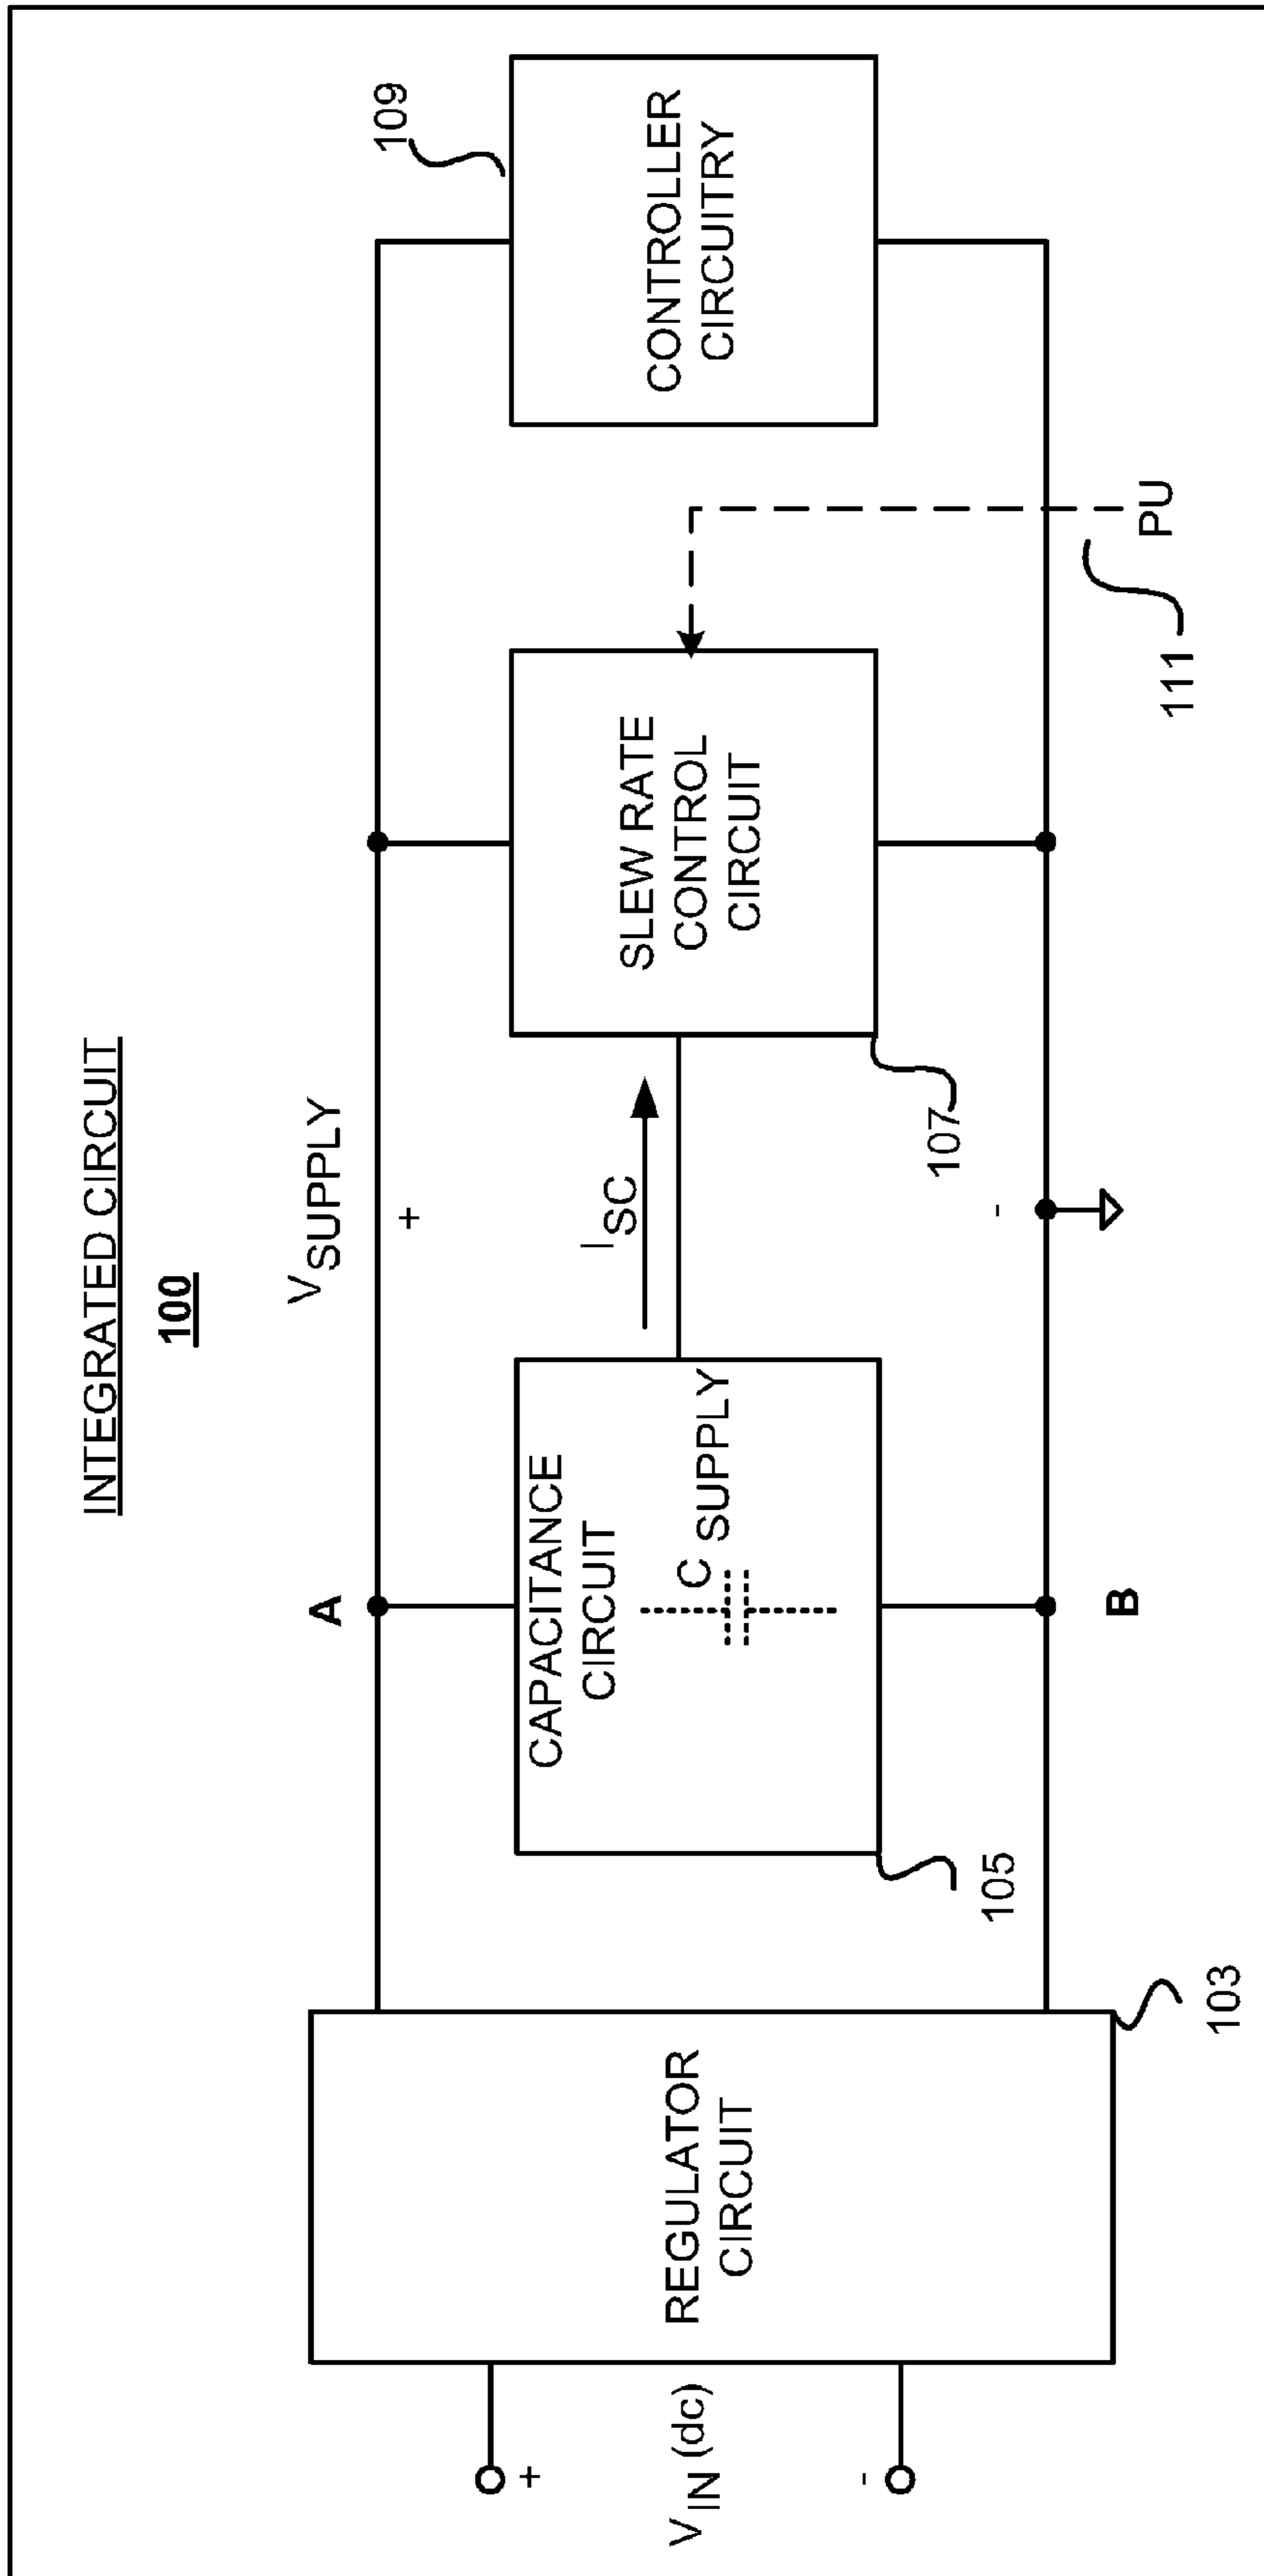 INTEGRATED CIRCUIT
100
VSUPPLY
+
-
A
B
VIN (dc)
+
-
REGULATOR
CIRCUIT
103
CAPACITANCE
CIRCUIT
C SUPPLY
105
ISC
SLEW RATE
CONTROL
CIRCUIT
107
PU
111
CONTROLLER
CIRCUITRY
109